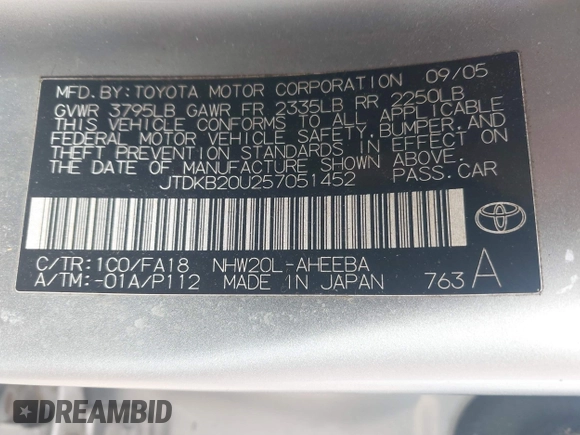 MFD. BY: TOYOTA MOTOR CORPORATION 09/05
GVWR 3795LB GAWR FR 2335LB RR 2250LB
THIS VEHICLE CONFORMS TO ALL APPLICABLE
FEDERAL MOTOR VEHICLE SAFETY, BUMPER, AND
THEFT PREVENTION STANDARDS IN EFFECT ON
THE DATE OF MANUFACTURE SHOWN ABOVE.
JTDKB20U257051452 PASS. CAR
C/TR: 1C0/FA18 NHW20L-AHEEBA
A/TM: -01A/P112 MADE IN JAPAN 763 A
DREAMBID